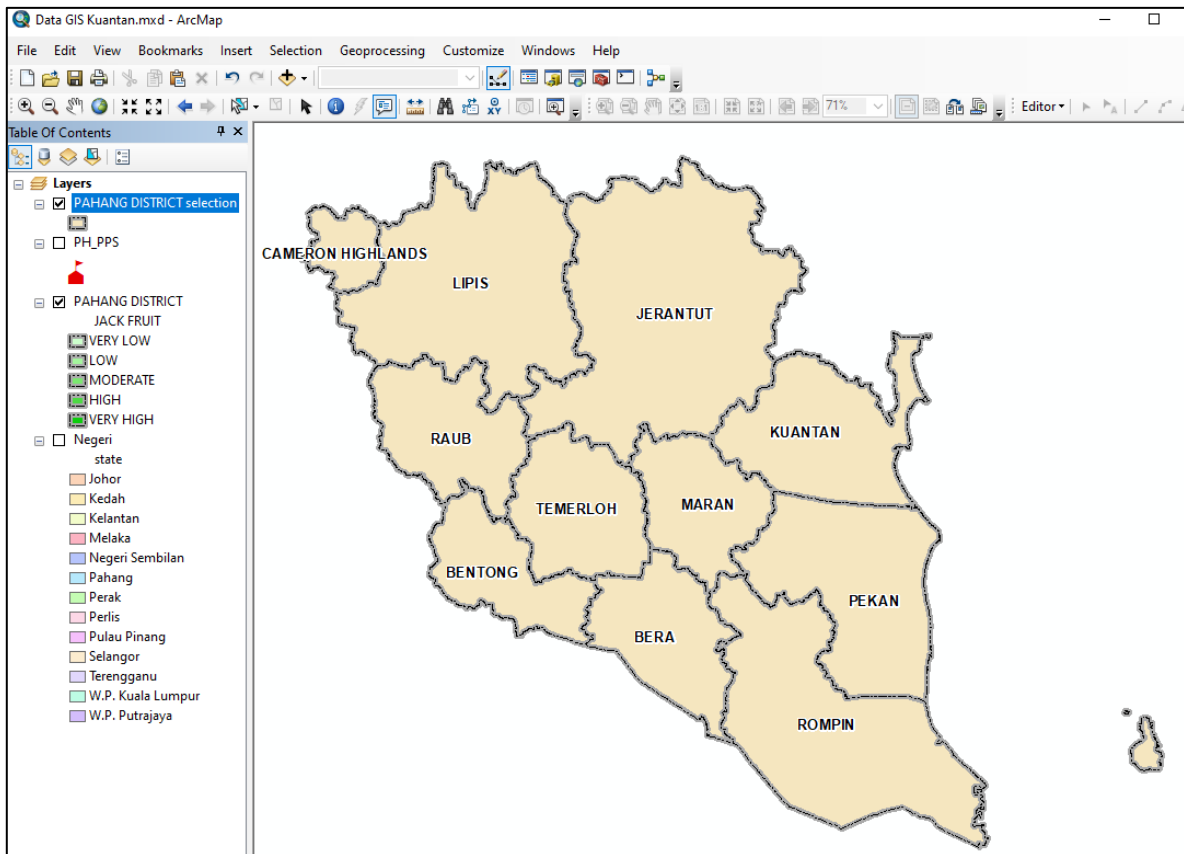 Data GIS Kuantan.mxd - ArcMap
File Edit View Bookmarks Insert Selection Geoprocessing Customize Windows Help
71%
Editor
Table Of Contents
Layers
PAHANG DISTRICT selection
PH_PPS
PAHANG DISTRICT
JACK FRUIT
VERY LOW
LOW
MODERATE
HIGH
VERY HIGH
Negeri
state
Johor
Kedah
Kelantan
Melaka
Negeri Sembilan
Pahang
Perak
Perlis
Pulau Pinang
Selangor
Terengganu
W.P. Kuala Lumpur
W.P. Putrajaya
CAMERON HIGHLANDS
LIPIS
JERANTUT
RAUB
KUANTAN
TEMERLOH
MARAN
BENTONG
PEKAN
BERA
ROMPIN